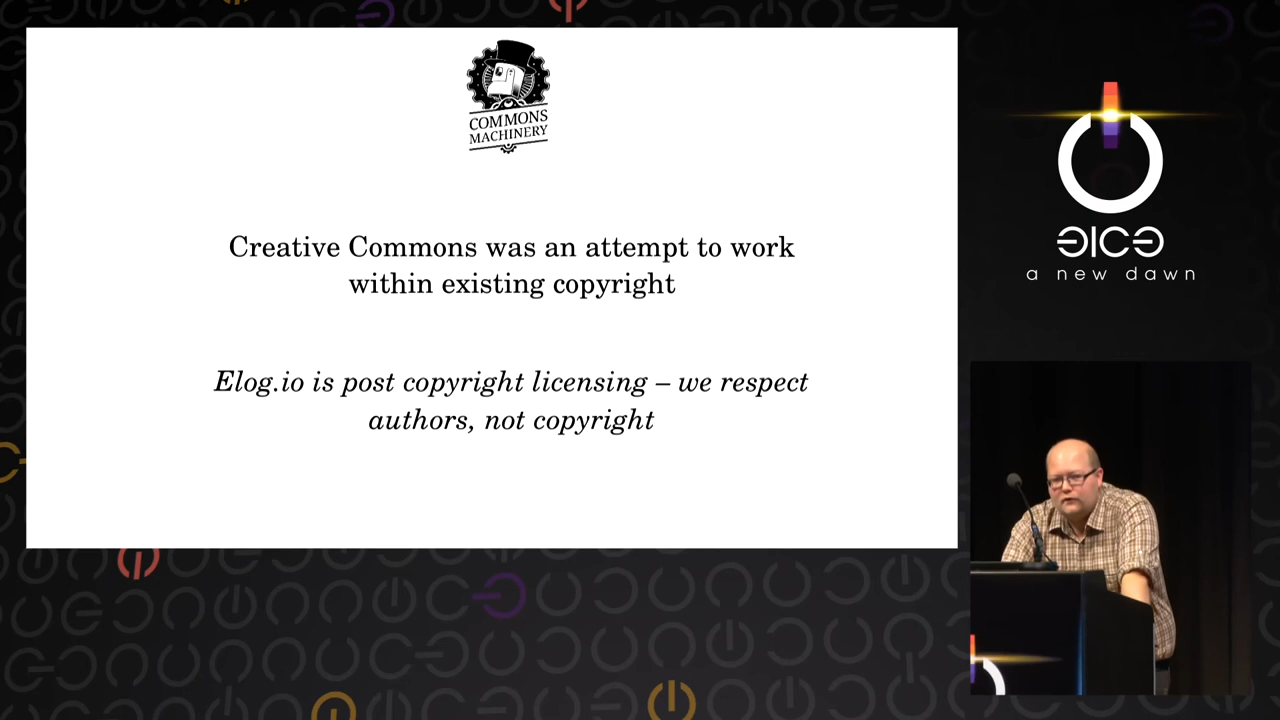 COMMONS
MACHINERY
Creative Commons was an attempt to work
within existing copyright
Elog.io is post copyright licensing – we respect
authors, not copyright
31C3
a new dawn